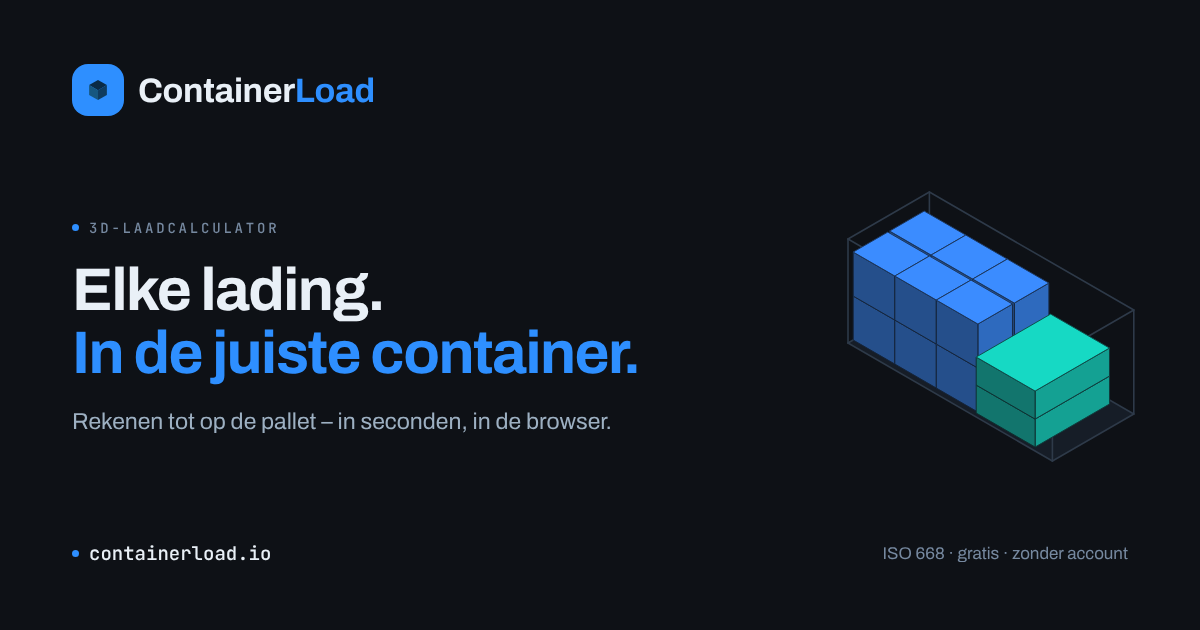 ContainerLoad
3D-LAADCALCULATOR
Elke lading.
In de juiste container.
Rekenen tot op de pallet – in seconden, in de browser.
containerload.io
ISO 668 · gratis · zonder account